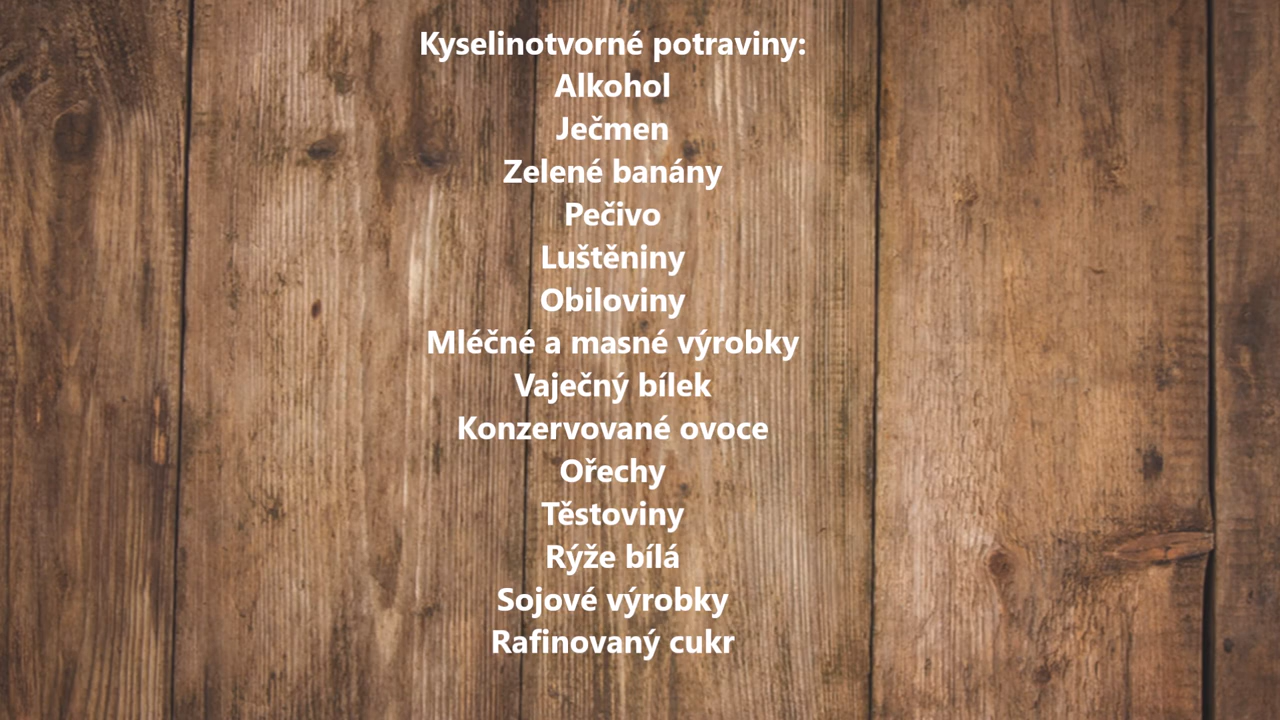 Kyselinotvorné potraviny:
Alkohol
Ječmen
Zelené banány
Pečivo
Luštěniny
Obiloviny
Mléčné a masné výrobky
Vaječný bílek
Konzervované ovoce
Ořechy
Těstoviny
Rýže bílá
Sojové výrobky
Rafinovaný cukr